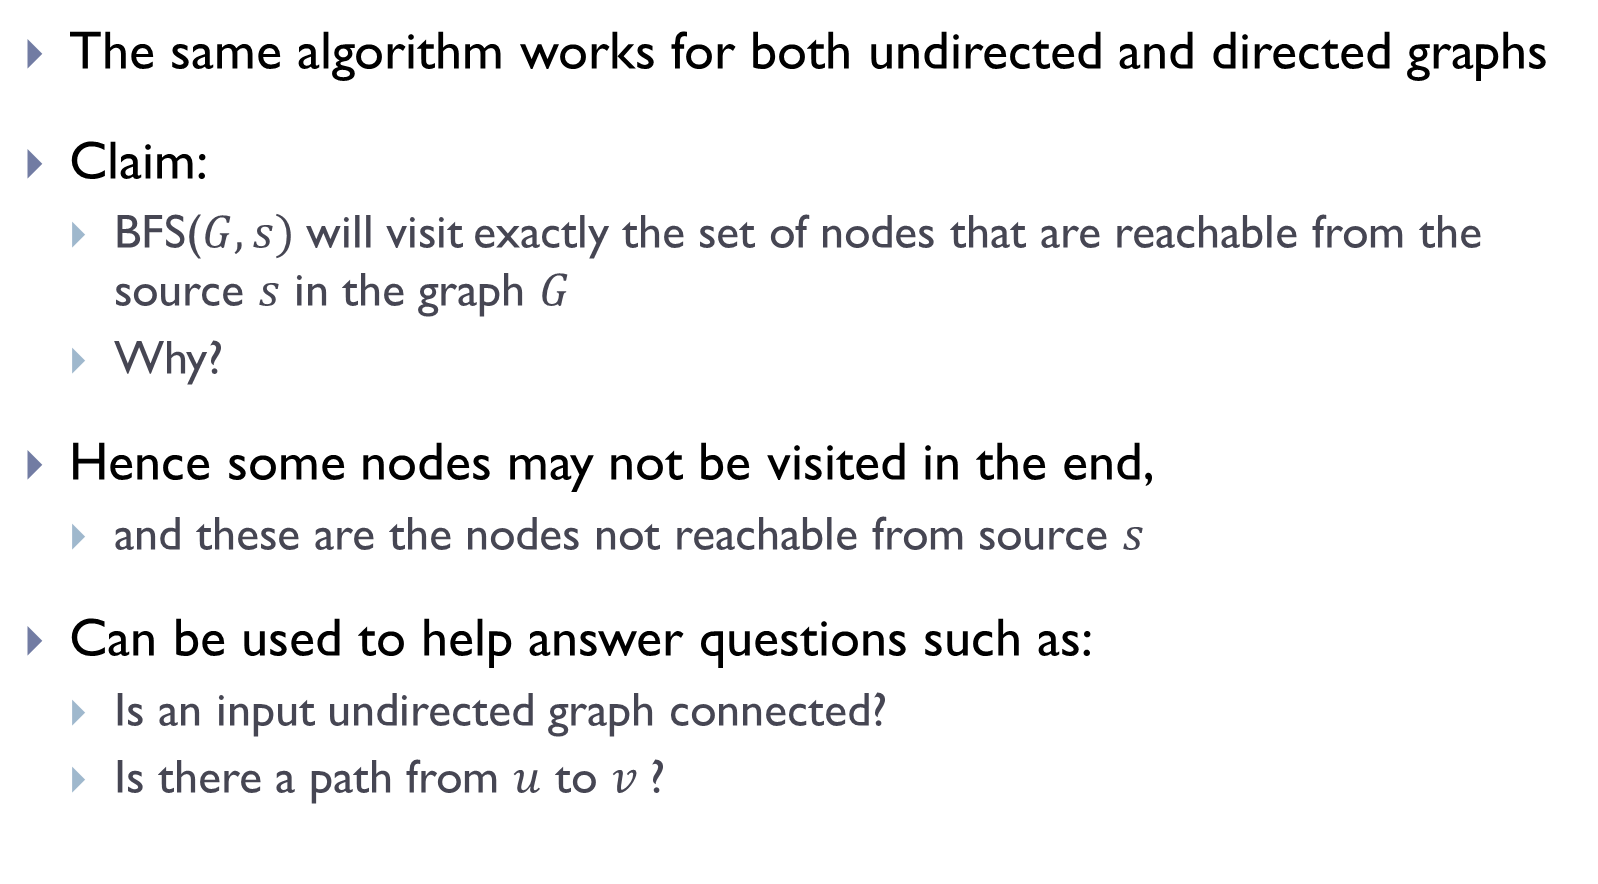 The same algorithm works for both undirected and directed graphs
Claim:
BFS(G, s) will visit exactly the set of nodes that are reachable from the
source s in the graph G
Why?
Hence some nodes may not be visited in the end,
and these are the nodes not reachable from source s
Can be used to help answer questions such as:
Is an input undirected graph connected?
Is there a path from u to v ?